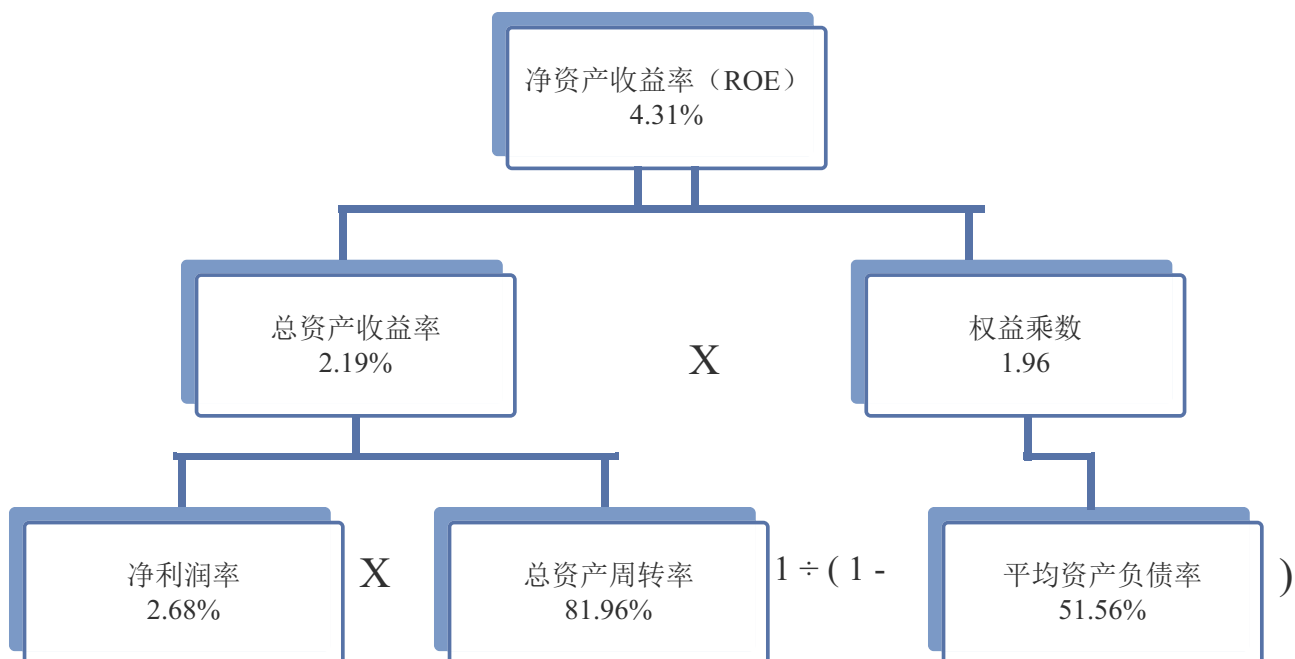 净资产收益率（ROE）
4.31%
总资产收益率
2.19%
X
权益乘数
1.96
净利润率
2.68%
X
总资产周转率
81.96%
1 ÷ ( 1 -
平均资产负债率
51.56%
)